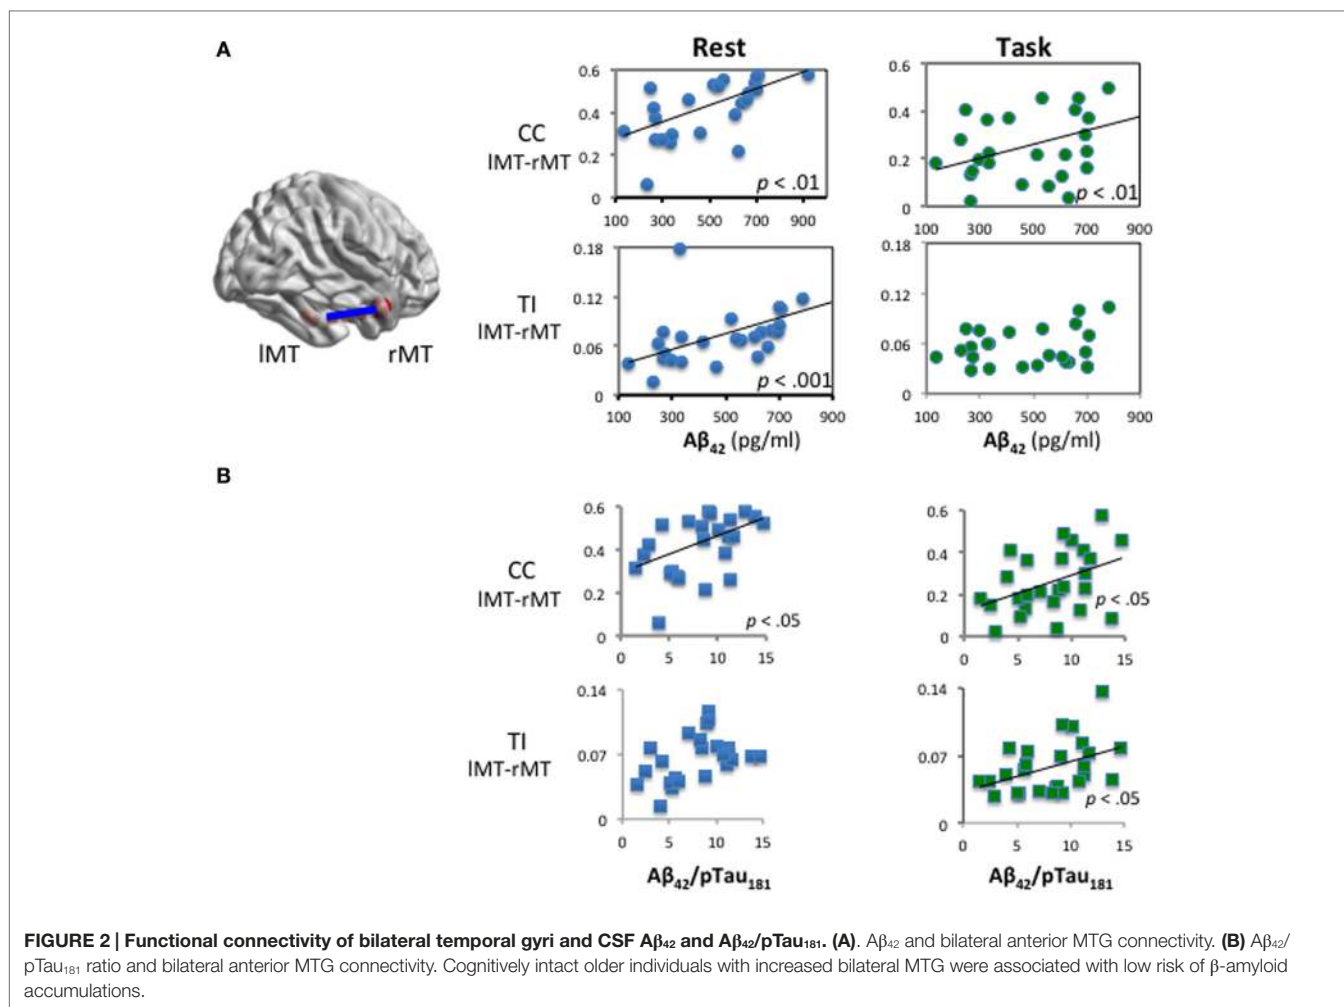 A
Rest
Task
0.6
0.4
0.2
0
CC
lMT-rMT
p < .01
100 300 500 700 900
0.6
0.4
0.2
0
p < .01
100 300 500 700 900
lMT
rMT
0.18
0.12
0.06
0
TI
lMT-rMT
p < .001
100 300 500 700 900
Aβ42 (pg/ml)
0.18
0.12
0.06
0
100 300 500 700 900
Aβ42 (pg/ml)
B
0.6
0.4
0.2
0
CC
lMT-rMT
p < .05
0 5 10 15
0.6
0.4
0.2
0
p < .05
0 5 10 15
0.14
0.07
0
TI
lMT-rMT
0 5 10 15
Aβ42/pTau181
0.14
0.07
0
p < .05
0 5 10 15
Aβ42/pTau181
FIGURE 2 | Functional connectivity of bilateral temporal gyri and CSF Aβ42 and Aβ42/pTau181. (A). Aβ42 and bilateral anterior MTG connectivity. (B) Aβ42/
pTau181 ratio and bilateral anterior MTG connectivity. Cognitively intact older individuals with increased bilateral MTG were associated with low risk of β-amyloid
accumulations.